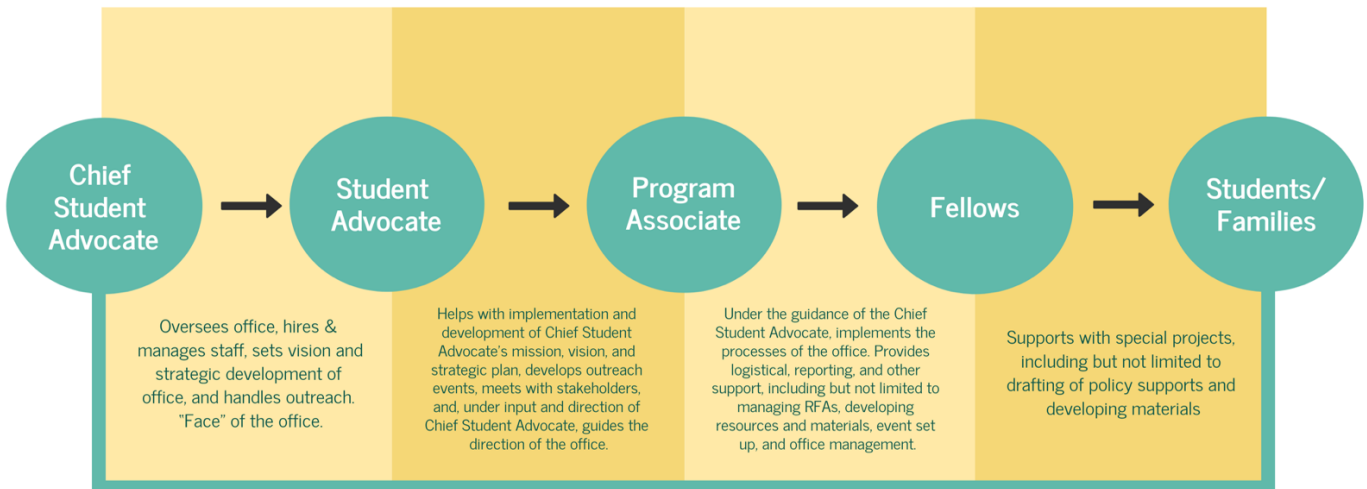 Chief
Student
Advocate
Student
Advocate
Program
Associate
Fellows
Students/
Families
Oversees office, hires &
manages staff, sets vision and
strategic development of
office, and handles outreach.
"Face" of the office.
Helps with implementation and
development of Chief Student
Advocate's mission, vision, and
strategic plan, develops outreach
events, meets with stakeholders,
and, under input and direction of
Chief Student Advocate, guides the
direction of the office.
Under the guidance of the Chief
Student Advocate, implements the
processes of the office. Provides
logistical, reporting, and other
support, including but not limited to
managing RFAs, developing
resources and materials, event set
up, and office management.
Supports with special projects,
including but not limited to
drafting of policy supports and
developing materials